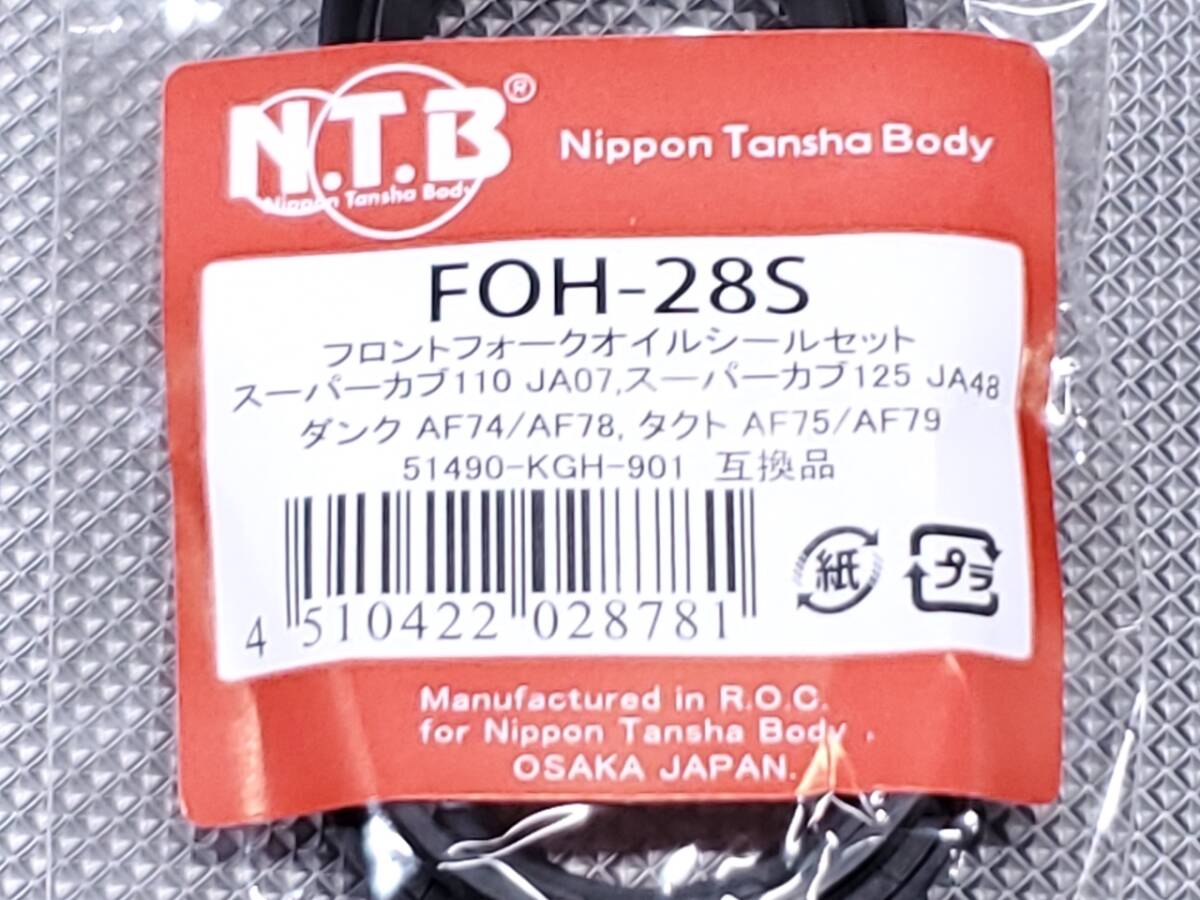 N.T.B®
Nippon Tansha Body
Nippon Tansha Body
FOH-28S
フロントフォークオイルシールセット
スーパーカブ110 JA07,スーパーカブ125 JA48
ダンク AF74/AF78, タクト AF75/AF79
51490-KGH-901 互換品
4 510422 028781
紙
プラ
Manufactured in R.O.C.
for Nippon Tansha Body .
OSAKA JAPAN.